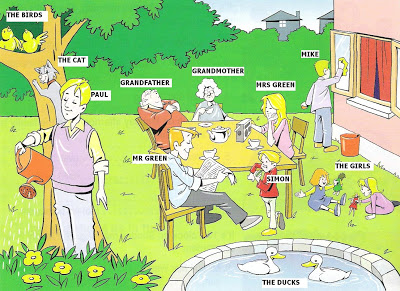 THE BIRDS
THE CAT
PAUL
GRANDFATHER
GRANDMOTHER
MRS GREEN
MIKE
MR GREEN
SIMON
THE GIRLS
THE DUCKS